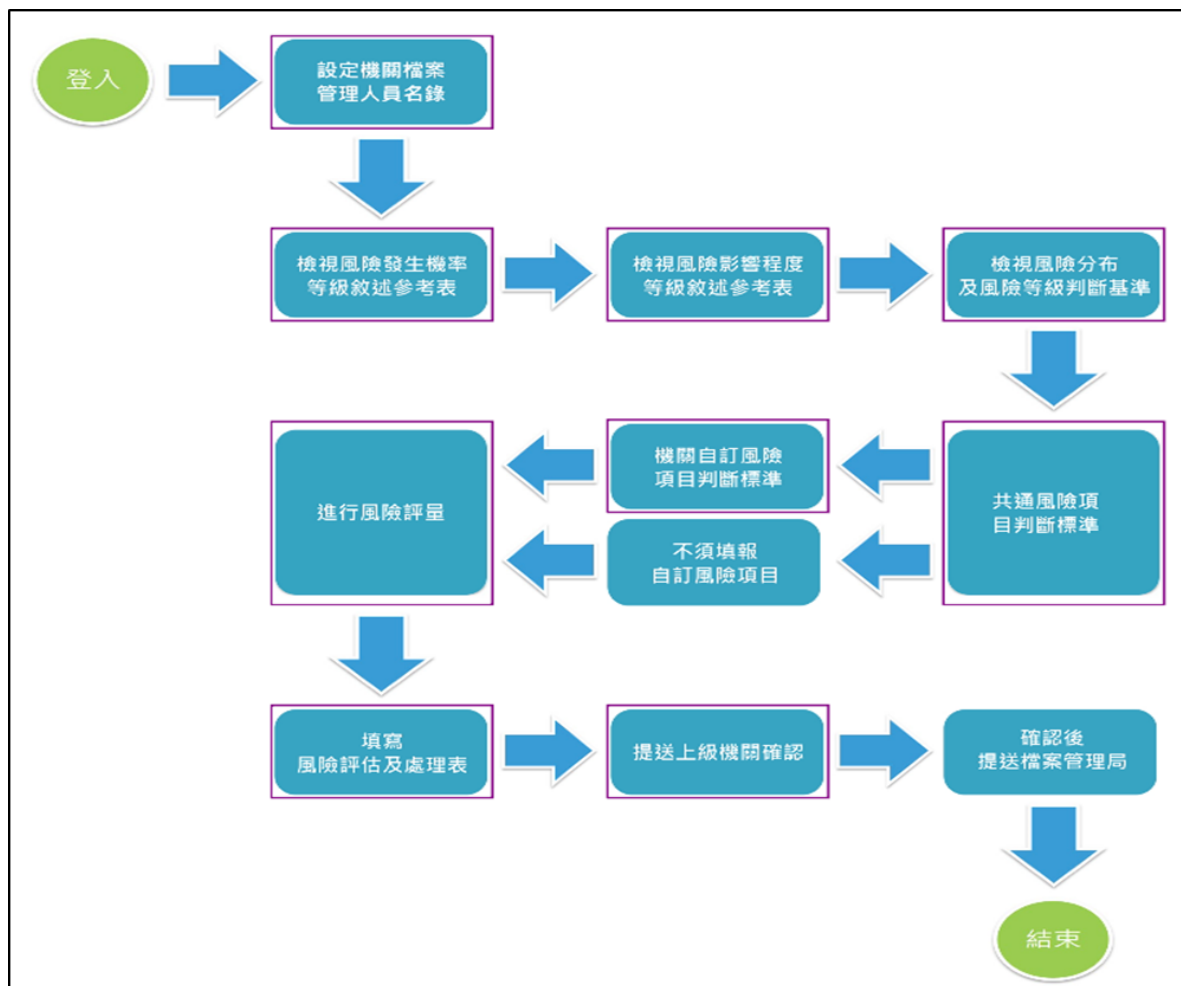 登入
設定機關檔案
管理人員名錄
檢視風險發生機率
等級敘述參考表
檢視風險影響程度
等級敘述參考表
檢視風險分布
及風險等級判斷基準
共通風險項
目判斷標準
機關自訂風險
項目判斷標準
不須填報
自訂風險項目
進行風險評量
填寫
風險評估及處理表
提送上級機關確認
確認後
提送檔案管理局
結束